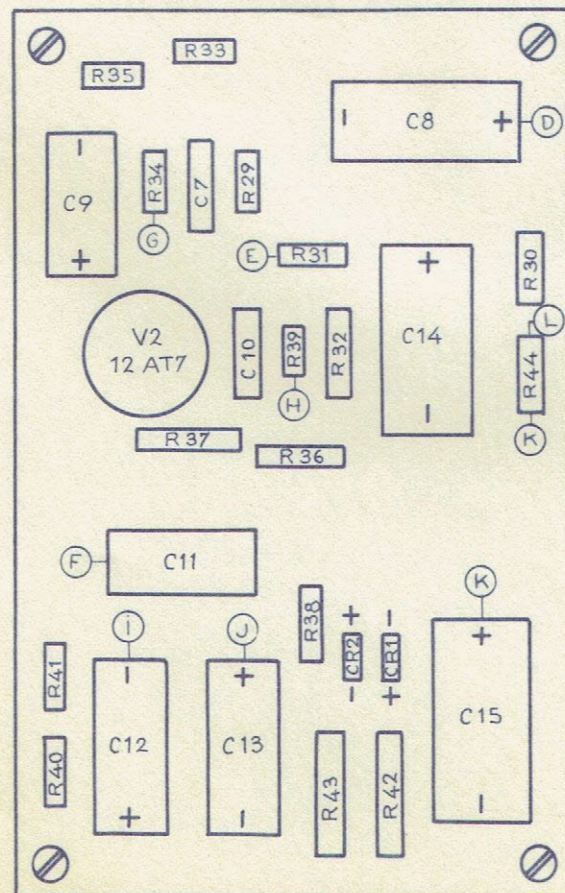 R33
R35
- C8 + D
- C9 +
R34
G
C7
R29
E R31
R30
L
R44
K
+ C14 -
V2
12 AT7
C10
R39
H
R32
R37
R36
F C11
K
I
J
R38
+ CR2 -
- CR1 +
R41
R40
- C12 +
+ C13 -
R43
R42
+ C15 -